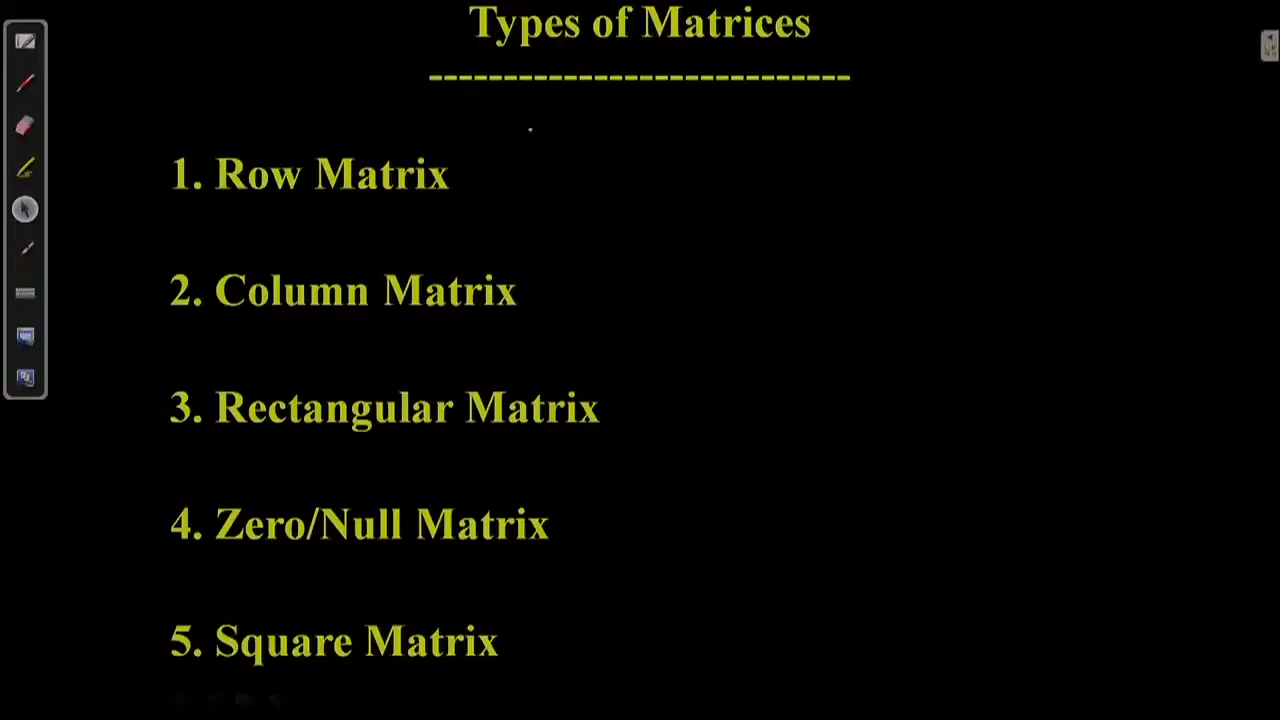 Types of Matrices
----------------------------
1. Row Matrix
2. Column Matrix
3. Rectangular Matrix
4. Zero/Null Matrix
5. Square Matrix